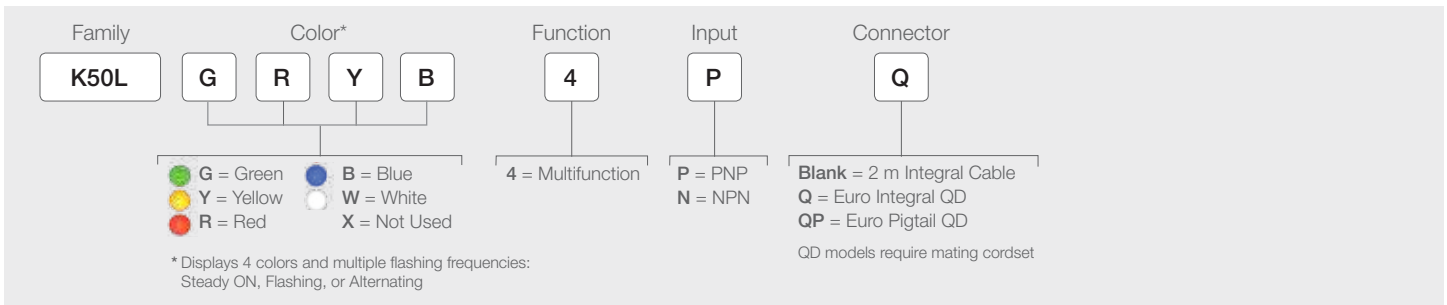 Family Color* Function Input Connector
K50L G R Y B 4 P Q
G = Green B = Blue 4 = Multifunction P = PNP Blank = 2 m Integral Cable
Y = Yellow W = White N = NPN Q = Euro Integral QD
R = Red X = Not Used QP = Euro Pigtail QD
QD models require mating cordset
* Displays 4 colors and multiple flashing frequencies:
Steady ON, Flashing, or Alternating